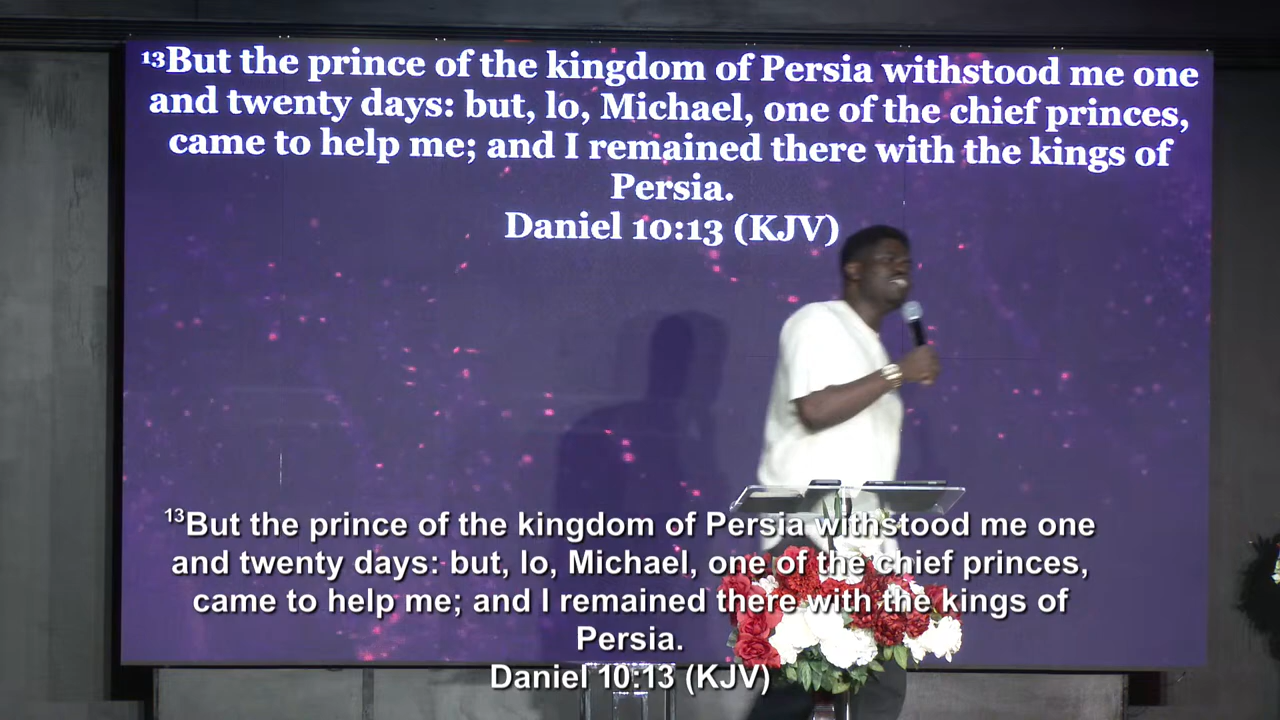 ¹³But the prince of the kingdom of Persia withstood me one
and twenty days: but, lo, Michael, one of the chief princes,
came to help me; and I remained there with the kings of
Persia.
Daniel 10:13 (KJV)
¹³But the prince of the kingdom of Persia withstood me one
and twenty days: but, lo, Michael, one of the chief princes,
came to help me; and I remained there with the kings of
Persia.
Daniel 10:13 (KJV)